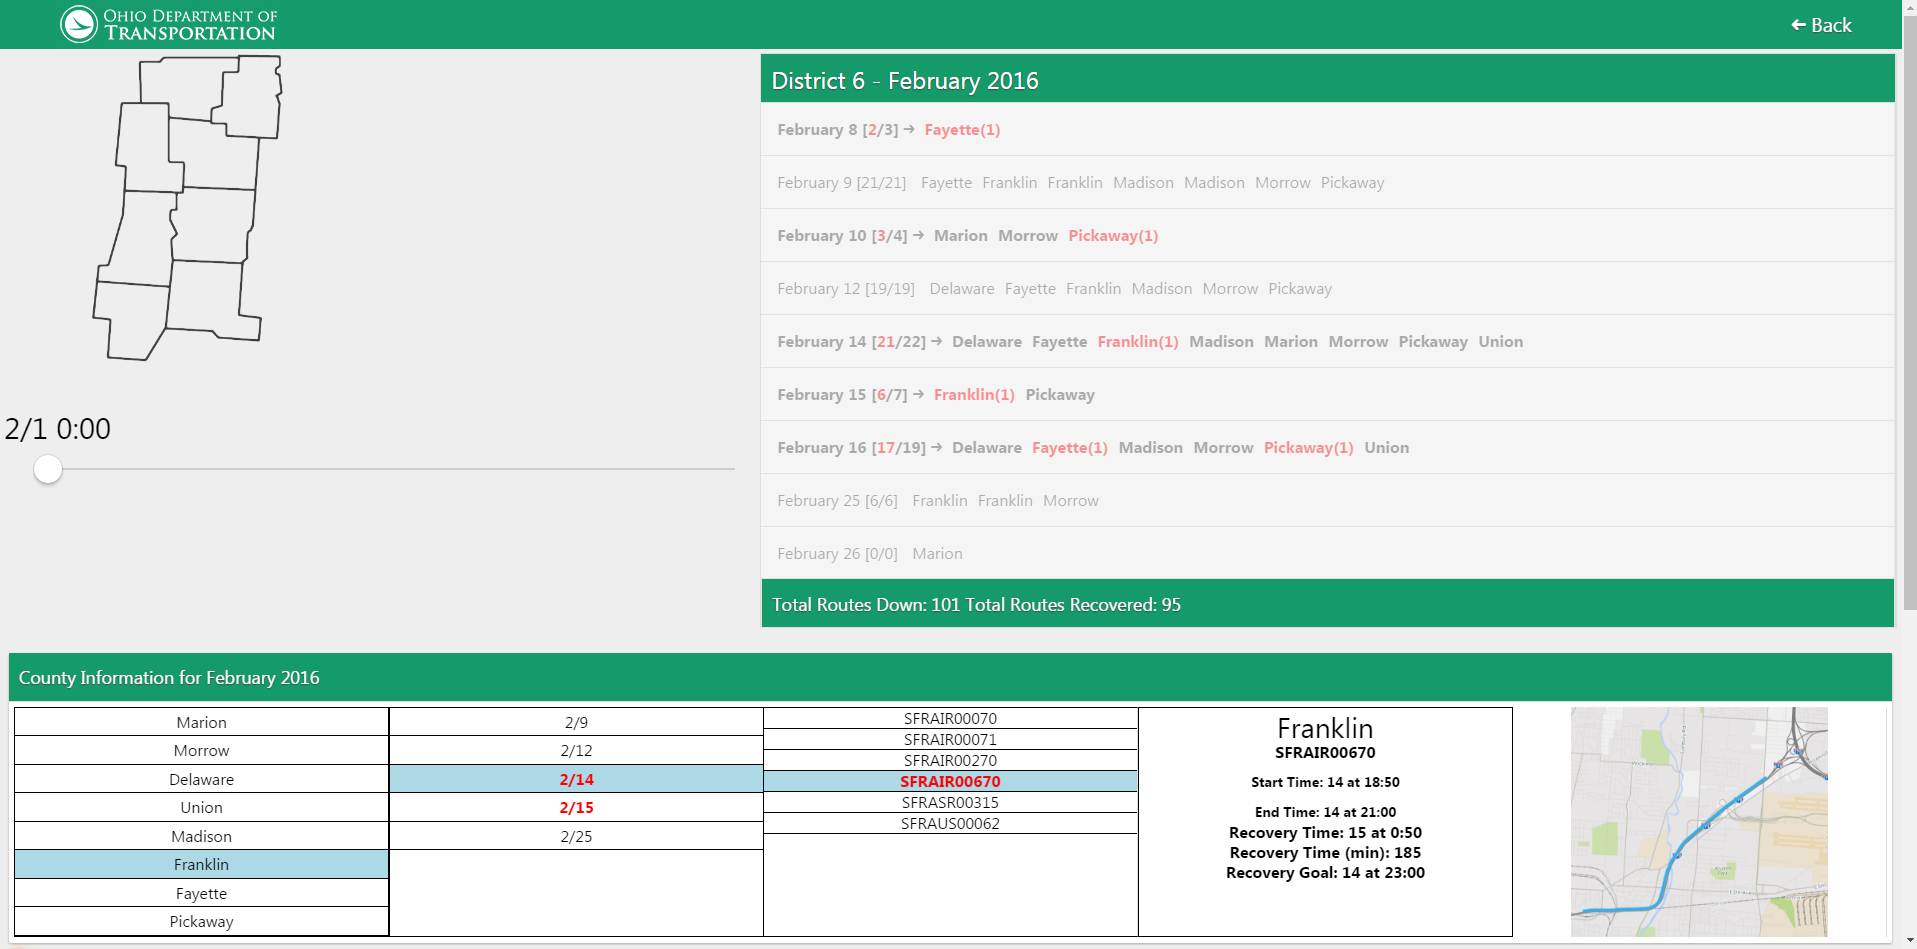 OHIO DEPARTMENT OF
TRANSPORTATION
Back
2/1 0:00
District 6 - February 2016
February 8 [2/3] → Fayette(1)
February 9 [21/21] Fayette Franklin Franklin Madison Madison Morrow Pickaway
February 10 [3/4] → Marion Morrow Pickaway(1)
February 12 [19/19] Delaware Fayette Franklin Madison Morrow Pickaway
February 14 [21/22] → Delaware Fayette Franklin(1) Madison Marion Morrow Pickaway Union
February 15 [6/7] → Franklin(1) Pickaway
February 16 [17/19] → Delaware Fayette(1) Madison Morrow Pickaway(1) Union
February 25 [6/6] Franklin Franklin Morrow
February 26 [0/0] Marion
Total Routes Down: 101 Total Routes Recovered: 95
County Information for February 2016
Marion
Morrow
Delaware
Union
Madison
Franklin
Fayette
Pickaway
2/9
2/12
2/14
2/15
2/25
SFRAIR00070
SFRAIR00071
SFRAIR00270
SFRAIR00670
SFRASR00315
SFRAUS00062
Franklin
SFRAIR00670
Start Time: 14 at 18:50
End Time: 14 at 21:00
Recovery Time: 15 at 0:50
Recovery Time (min): 185
Recovery Goal: 14 at 23:00